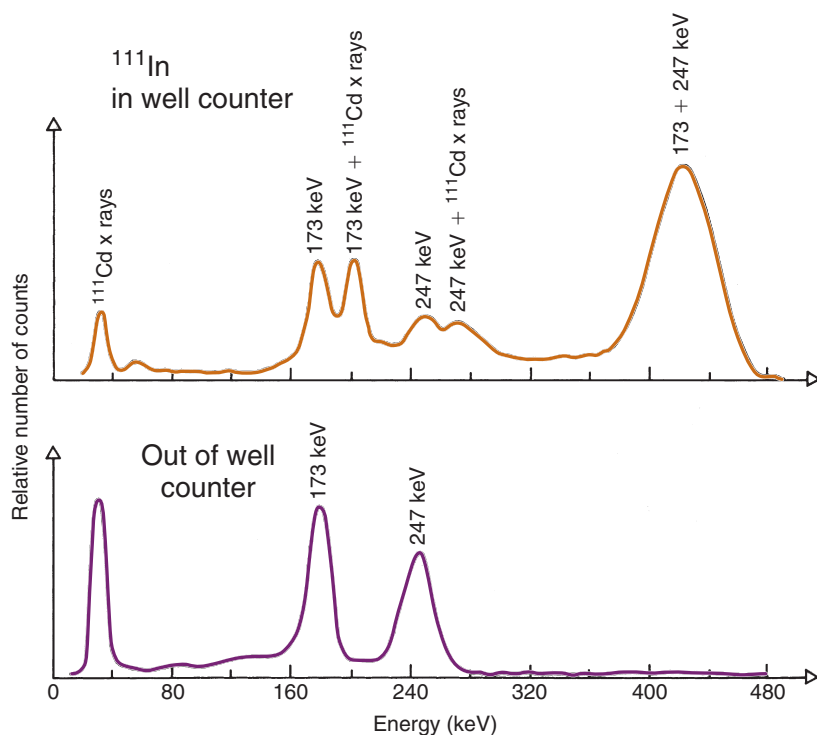 ¹¹¹In
in well counter
¹¹¹Cd x rays
173 keV
173 keV + ¹¹¹Cd x rays
247 keV
247 keV + ¹¹¹Cd x rays
173 + 247 keV
Relative number of counts
Out of well
counter
173 keV
247 keV
0 80 160 240 320 400 480
Energy (keV)